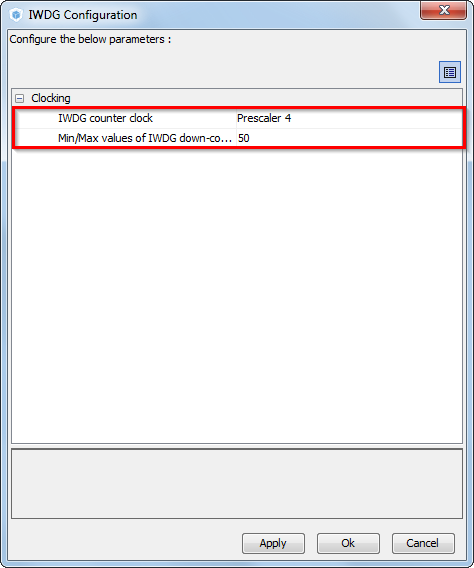 IWDG Configuration
Configure the below parameters :
Clocking
IWDG counter clock Prescaler 4
Min/Max values of IWDG down-co... 50
Apply Ok Cancel